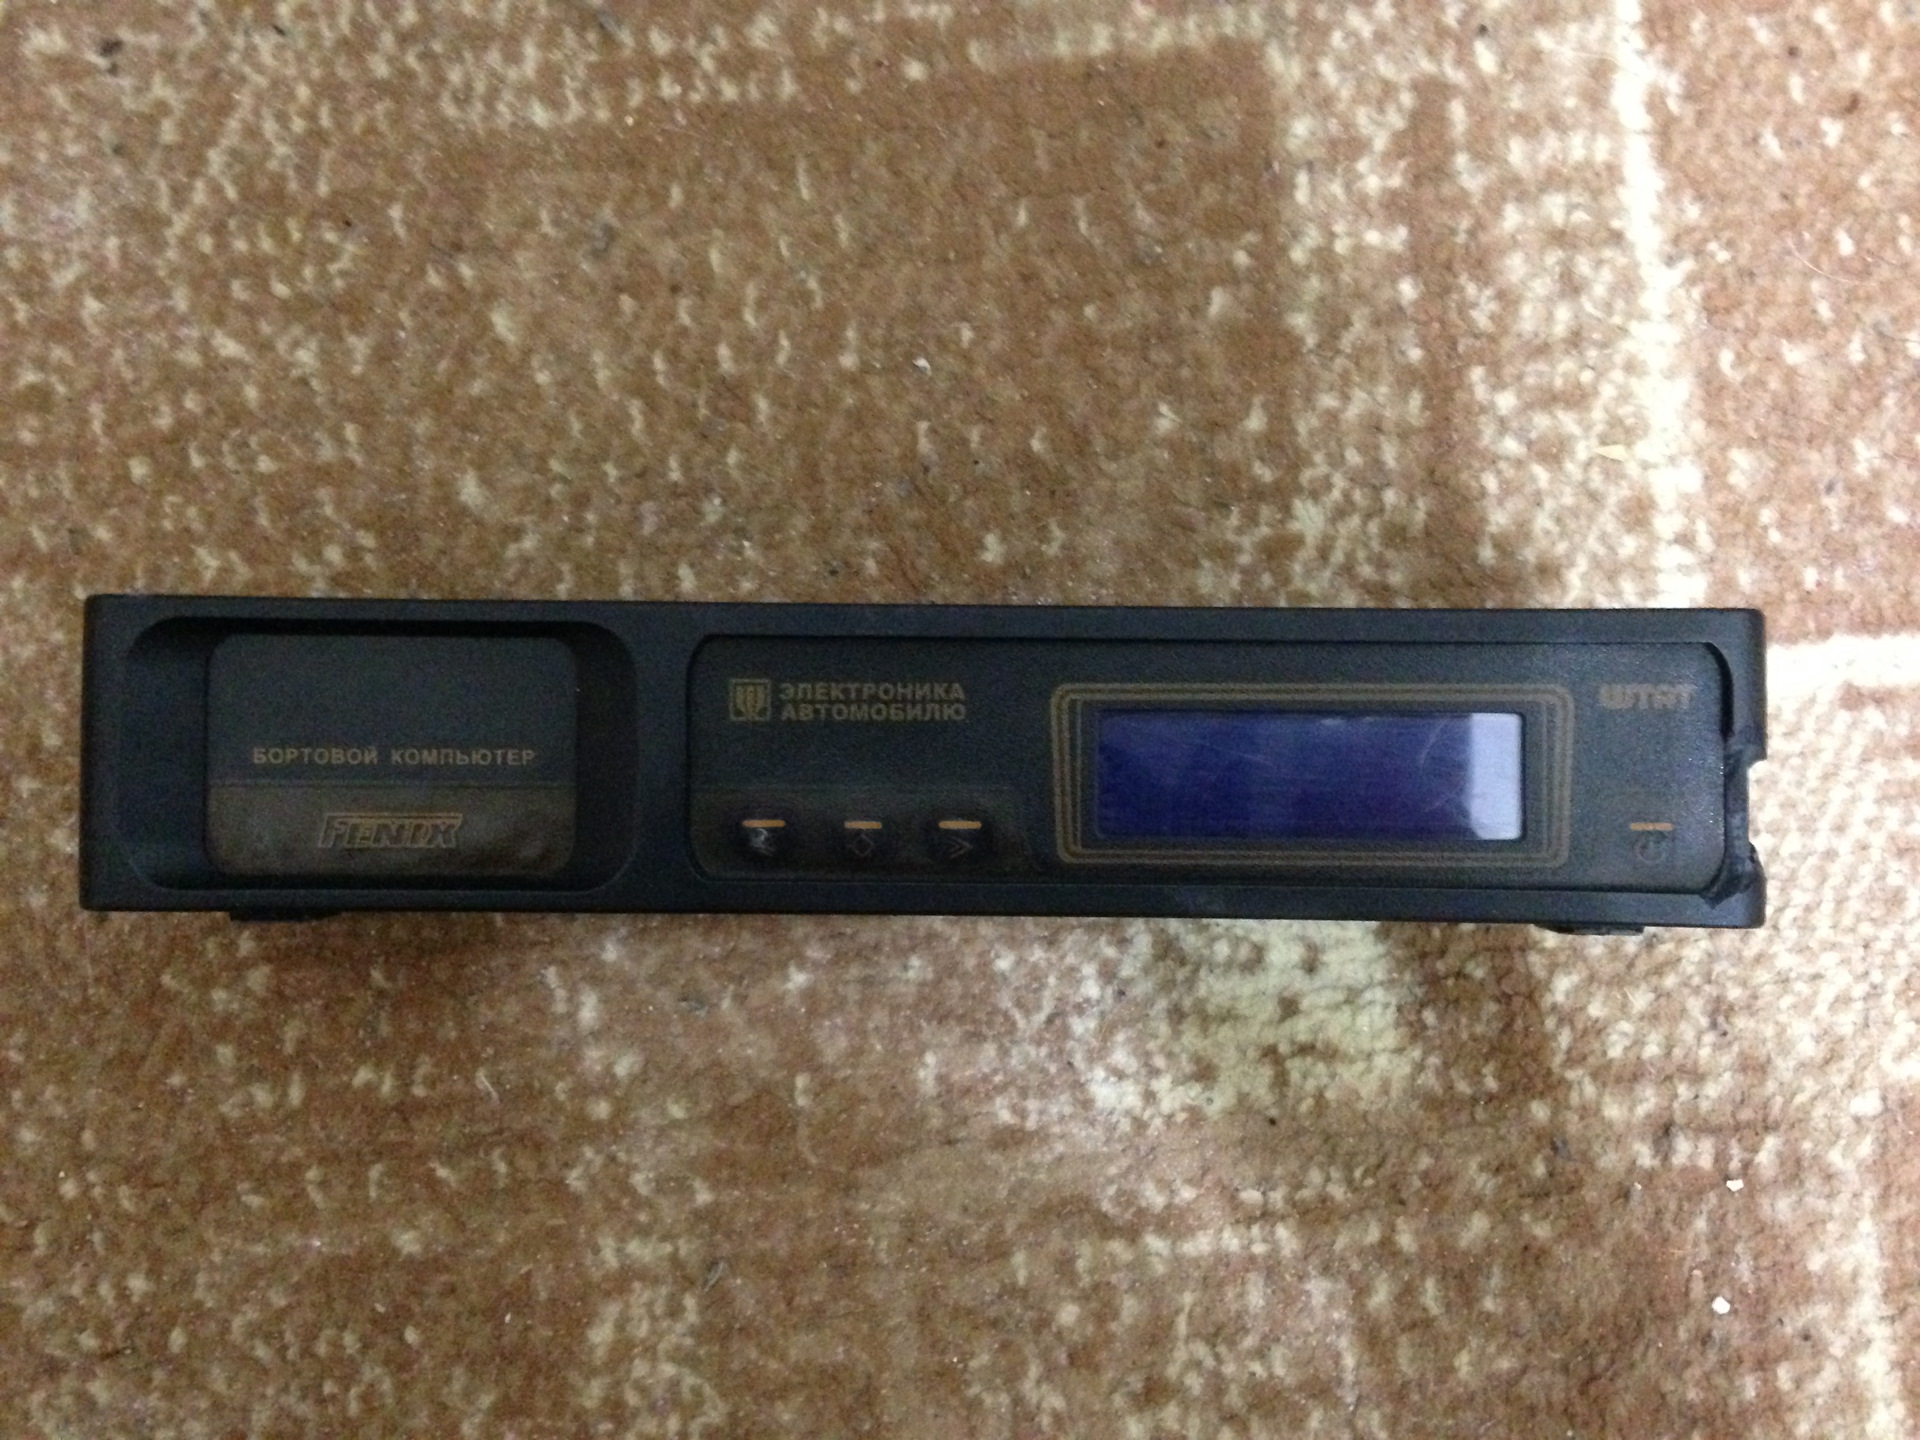 БОРТОВОЙ КОМПЬЮТЕР
FENIX
ЭЛЕКТРОНИКА
АВТОМОБИЛЮ
ШТАТ